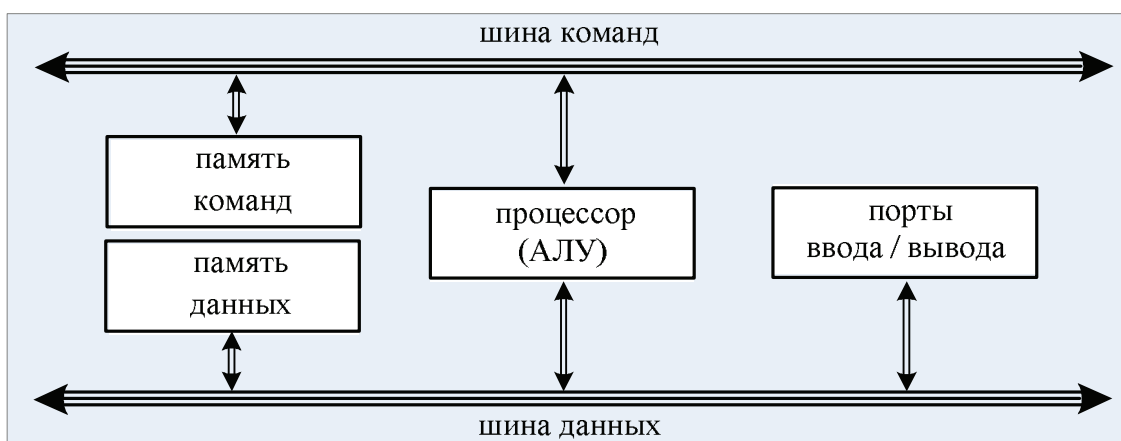 шина команд
память
команд
память
данных
процессор
(АЛУ)
порты
ввода / вывода
шина данных